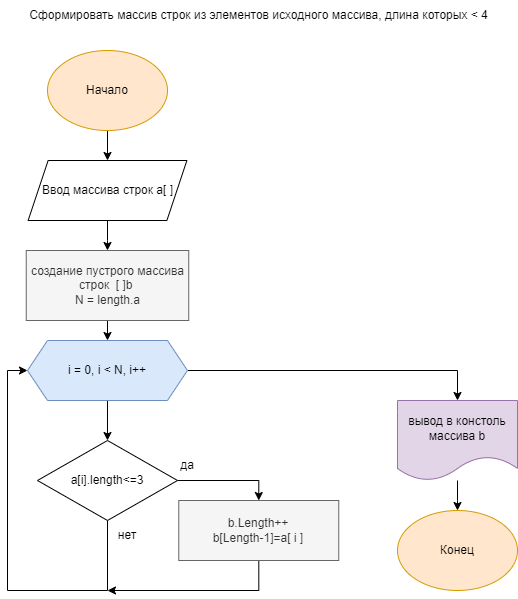 Сформировать массив строк из элементов исходного массива, длина которых < 4
Начало
Ввод массива строк a[ ]
создание пустрого массива
строк [ ]b
N = length.a
i = 0, i < N, i++
вывод в констоль
массива b
a[i].length<=3
да
нет
b.Length++
b[Length-1]=a[ i ]
Конец